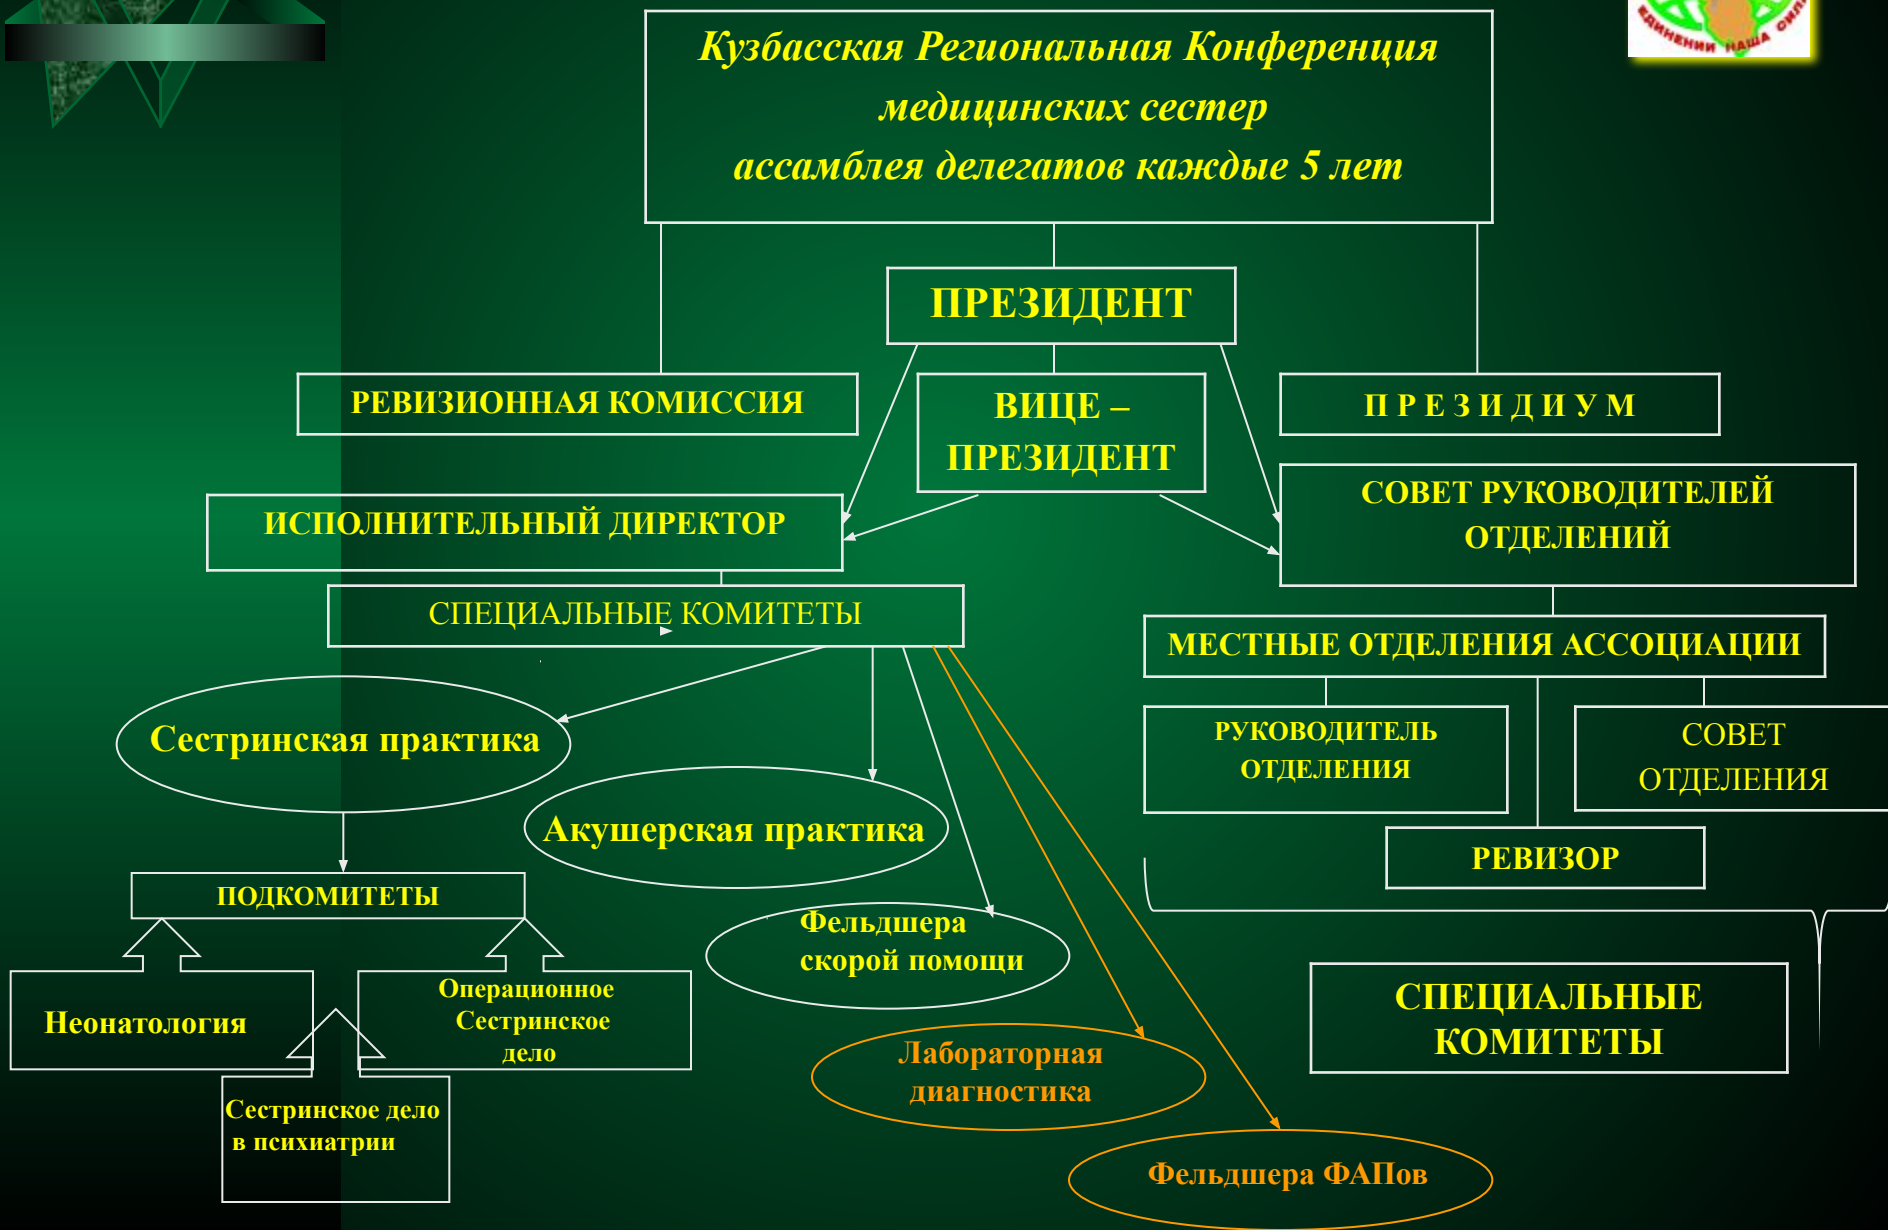 ЕДИНЕНИИ НАША
Кузбасская Региональная Конференция
медицинских сестер
ассамблея делегатов каждые 5 лет
ПРЕЗИДЕНТ
РЕВИЗИОННАЯ КОМИССИЯ
ВИЦЕ –
ПРЕЗИДЕНТ
П Р Е З И Д И У М
ИСПОЛНИТЕЛЬНЫЙ ДИРЕКТОР
СОВЕТ РУКОВОДИТЕЛЕЙ
ОТДЕЛЕНИЙ
СПЕЦИАЛЬНЫЕ КОМИТЕТЫ
МЕСТНЫЕ ОТДЕЛЕНИЯ АССОЦИАЦИИ
Сестринская практика
РУКОВОДИТЕЛЬ
ОТДЕЛЕНИЯ
СОВЕТ
ОТДЕЛЕНИЯ
Акушерская практика
РЕВИЗОР
ПОДКОМИТЕТЫ
Фельдшера
скорой помощи
Неонатология
Операционное
Сестринское
дело
СПЕЦИАЛЬНЫЕ
КОМИТЕТЫ
Лабораторная
диагностика
Сестринское дело
в психиатрии
Фельдшера ФАПов